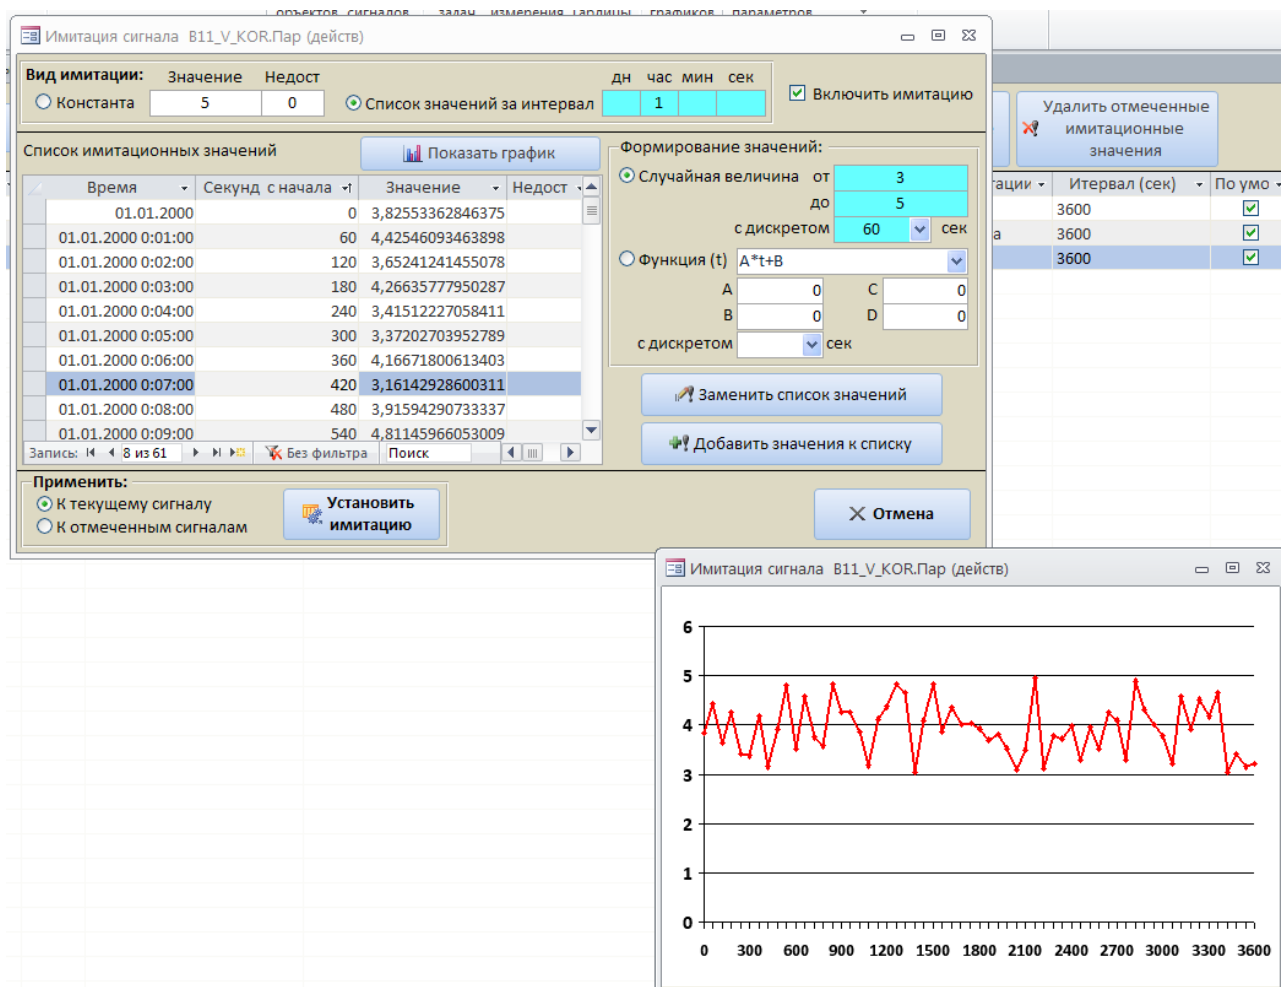 объектов сигналов задач измерения Тардицы графиков параметров
Имитация сигнала B11_V_KOR.Пар (действ)
Вид имитации: Значение Недост дн час мин сек
Константа 5 0 Список значений за интервал 1 Включить имитацию
Удалить отмеченные
имитационные
значения
Список имитационных значений Показать график Формирование значений:
Время Секунд с начала Значение Недост
Случайная величина от 3
до 5
с дискретом 60 сек
Функция (t) A*t+B
A 0 C 0
B 0 D 0
с дискретом сек
01.01.2000 0 3,82553362846375
01.01.2000 0:01:00 60 4,42546093463898
01.01.2000 0:02:00 120 3,65241241455078
01.01.2000 0:03:00 180 4,26635777950287
01.01.2000 0:04:00 240 3,41512227058411
01.01.2000 0:05:00 300 3,37202703952789
01.01.2000 0:06:00 360 4,16671800613403
01.01.2000 0:07:00 420 3,16142928600311
01.01.2000 0:08:00 480 3,91594290733337
01.01.2000 0:09:00 540 4,81145966053009
Запись: 8 из 61 Без фильтра Поиск
Заменить список значений
Добавить значения к списку
тации Итервал (сек) По умо
3600
а 3600
3600
Применить:
К текущему сигналу
К отмеченным сигналам
Установить
имитацию
Отмена
Имитация сигнала B11_V_KOR.Пар (действ)
6
5
4
3
2
1
0
0 300 600 900 1200 1500 1800 2100 2400 2700 3000 3300 3600